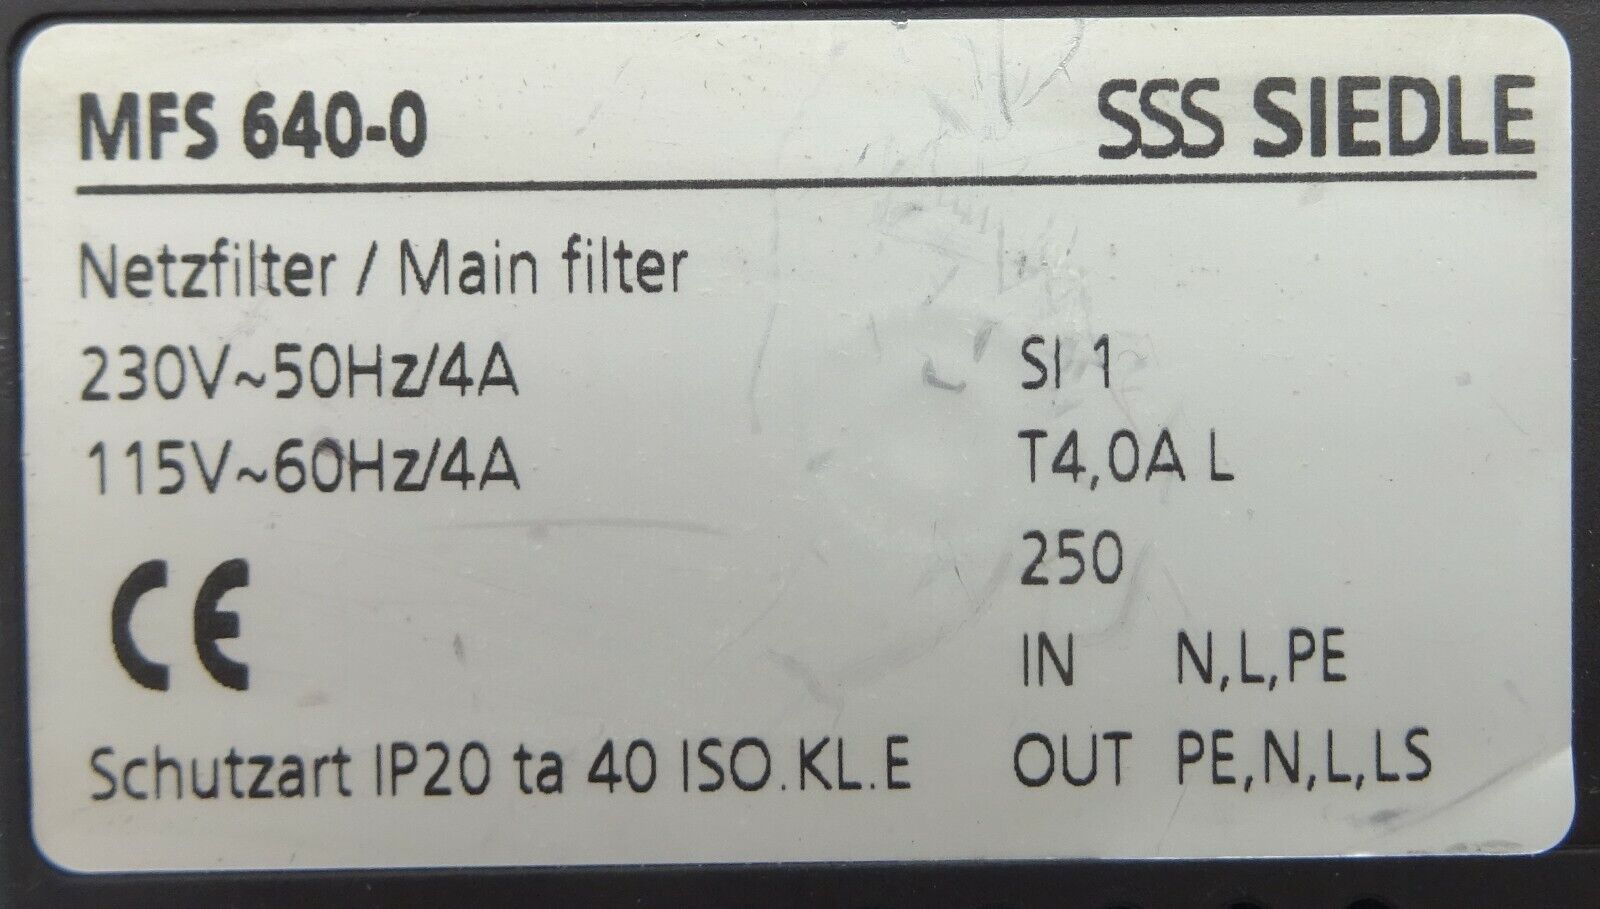 MFS 640-0 SSS SIEDLE
Netzfilter / Main filter
230V~50Hz/4A SI 1
115V~60Hz/4A T4,0A L
250
CE
IN N,L,PE
Schutzart IP20 ta 40 ISO.KL.E OUT PE,N,L,LS